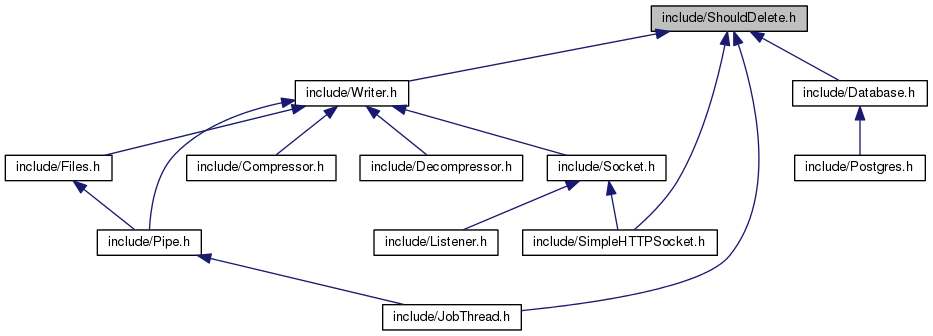 include/ShouldDelete.h
include/Writer.h
include/Database.h
include/Files.h
include/Compressor.h
include/Decompressor.h
include/Socket.h
include/Postgres.h
include/Pipe.h
include/Listener.h
include/SimpleHTTPSocket.h
include/JobThread.h